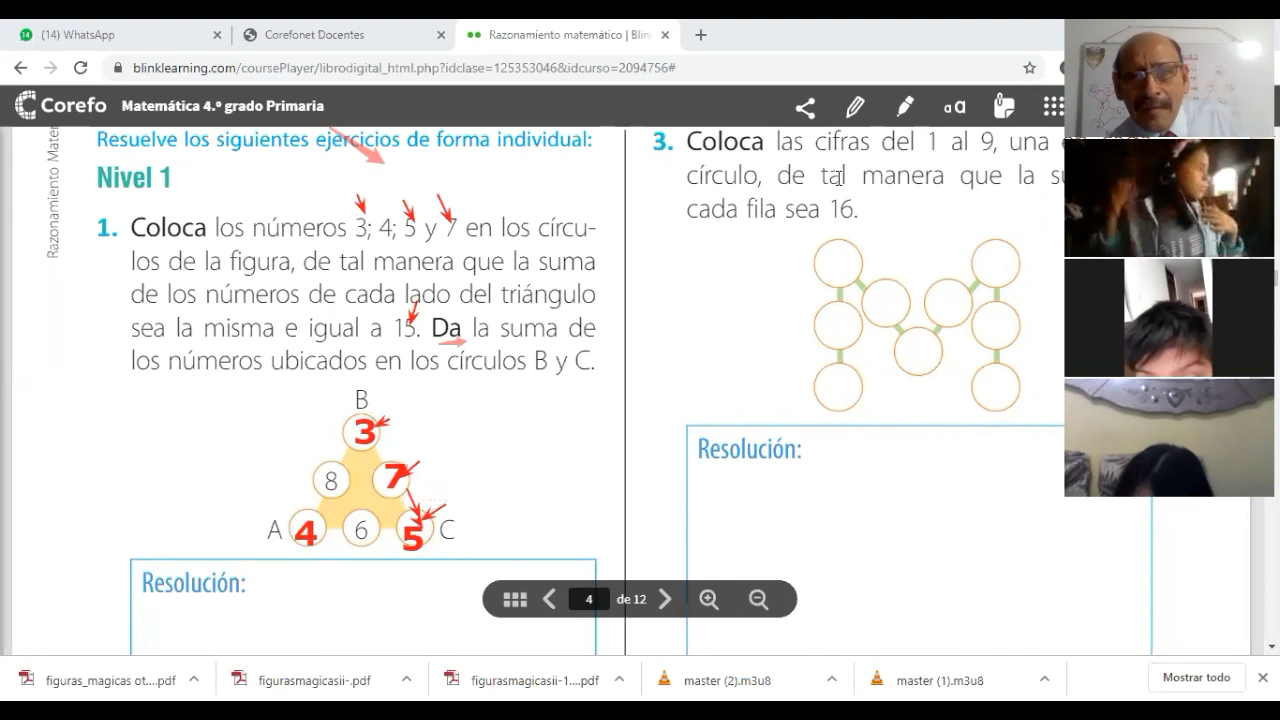 (14) WhatsApp
Corefonet Docentes
Razonamiento matemático | Blin
blinklearning.com/coursePlayer/librodigital_html.php?idclase=125353046&idcurso=2094756#
Corefo
Matemática 4.º grado Primaria
aA
Razonamiento Mater
Resuelve los siguientes ejercicios de forma individual:
Nivel 1
1. Coloca los números 3; 4; 5 y 7 en los círcu-
los de la figura, de tal manera que la suma
de los números de cada lado del triángulo
sea la misma e igual a 15. Da la suma de
los números ubicados en los círculos B y C.
B
3
8 7
A 4 6 5 C
Resolución:
3. Coloca las cifras del 1 al 9, una
círculo, de tal manera que la
cada fila sea 16.
Resolución:
4 de 12
figuras_magicas ot....pdf
figurasmagicasii-.pdf
figurasmagicasii-1....pdf
master (2).m3u8
master (1).m3u8
Mostrar todo